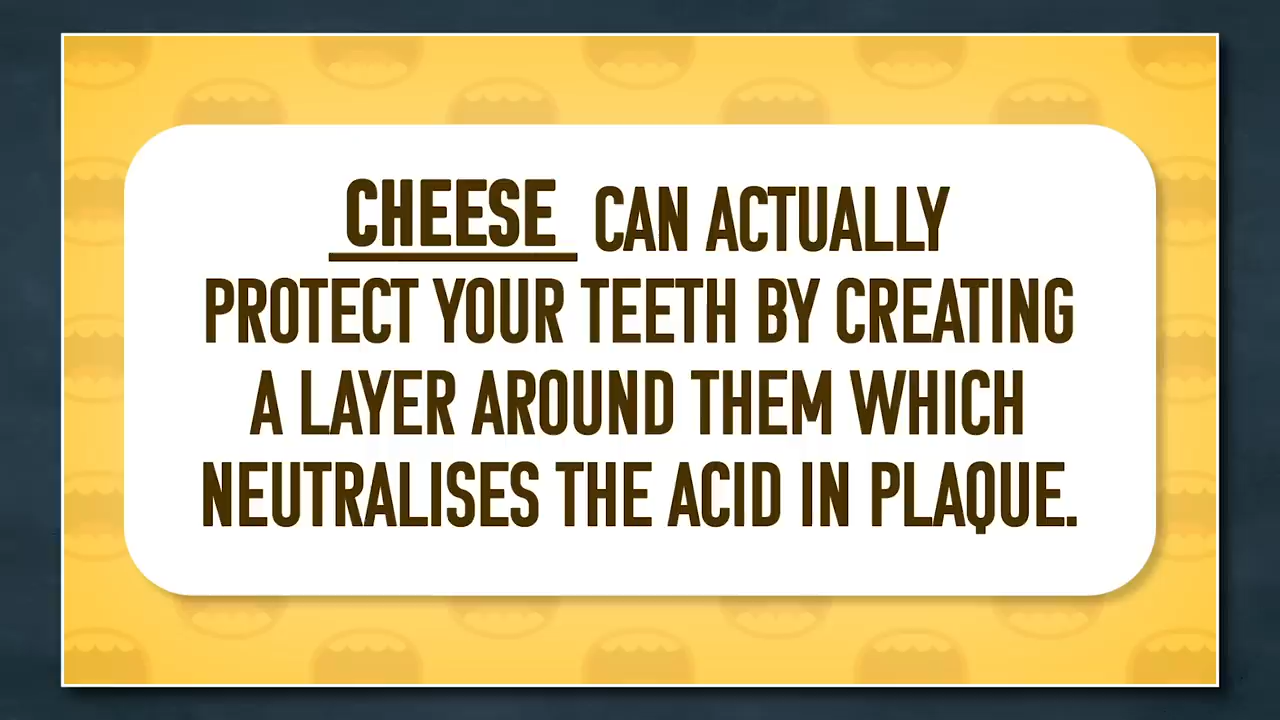 CHEESE CAN ACTUALLY
PROTECT YOUR TEETH BY CREATING
A LAYER AROUND THEM WHICH
NEUTRALISES THE ACID IN PLAQUE.